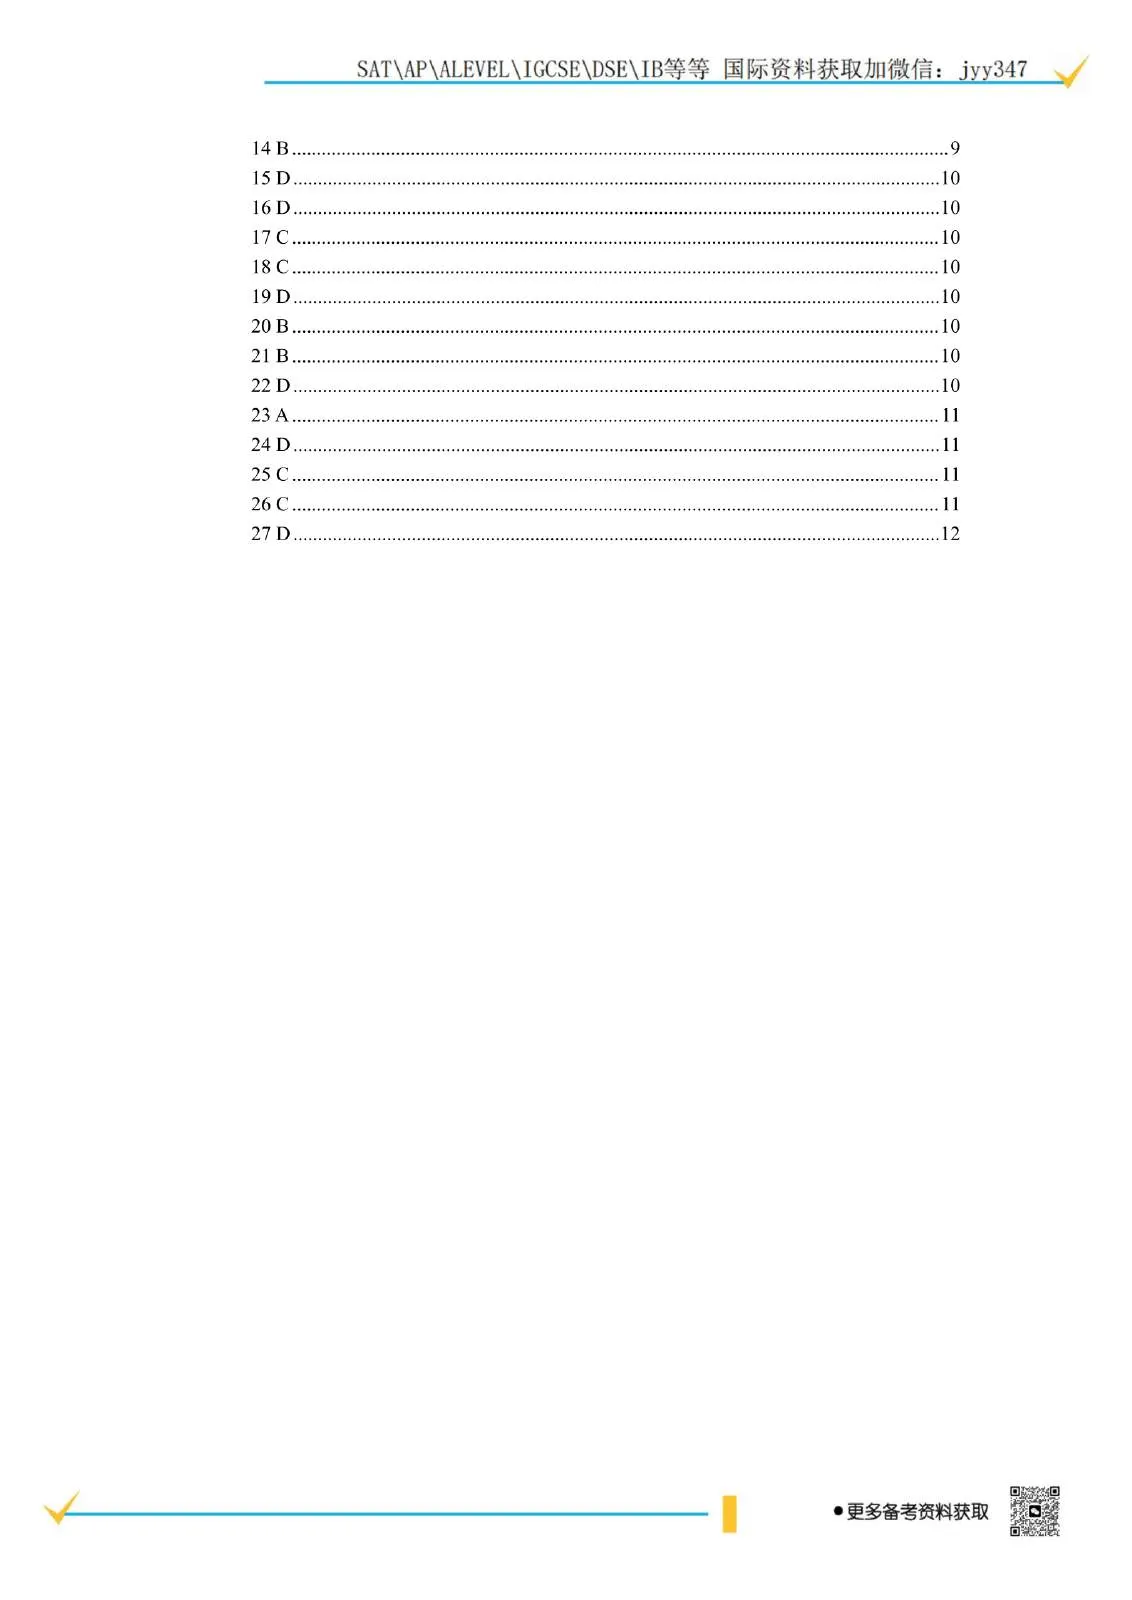 SAT\AP\ALEVEL\IGCSE\DSE\IB等等 国际资料获取加微信：jyy347
14 B........................................9
15 D........................................10
16 D........................................10
17 C........................................10
18 C........................................10
19 D........................................10
20 B........................................10
21 B........................................10
22 D........................................10
23 A........................................11
24 D........................................11
25 C........................................11
26 C........................................11
27 D........................................12
●更多备考资料获取